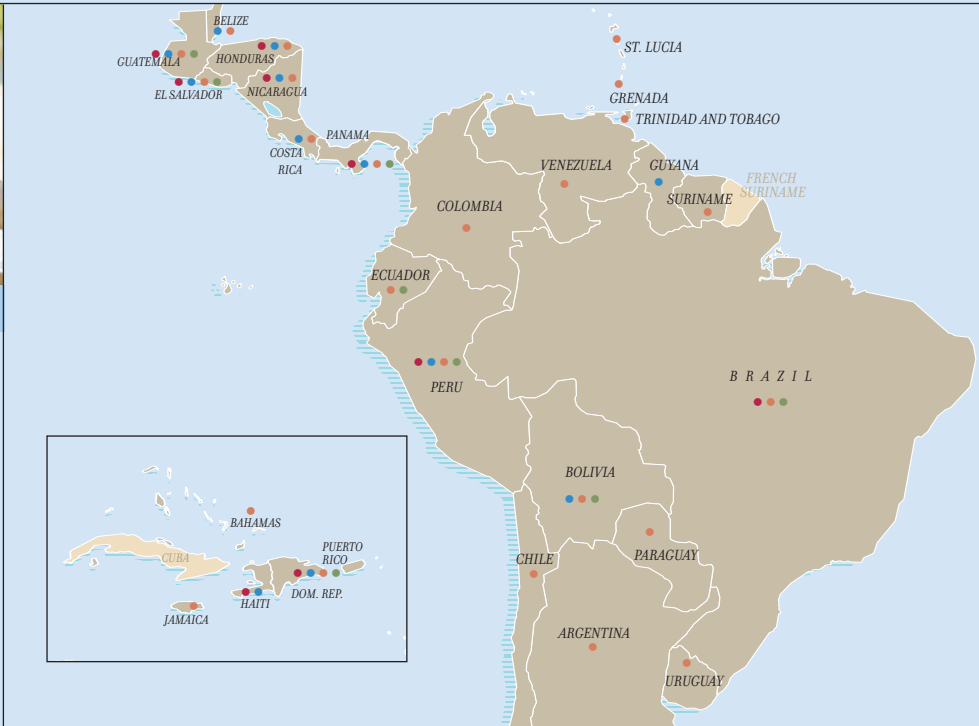 BELIZE
GUATEMALA
HONDURAS
EL SALVADOR
NICARAGUA
COSTA
RICA
PANAMA
ST. LUCIA
GRENADA
TRINIDAD AND TOBAGO
VENEZUELA
GUYANA
SURINAME
FRENCH
SURINAME
COLOMBIA
ECUADOR
PERU
BRAZIL
BOLIVIA
PARAGUAY
CHILE
ARGENTINA
URUGUAY
BAHAMAS
CUBA
PUERTO
RICO
DOM. REP.
HAITI
JAMAICA